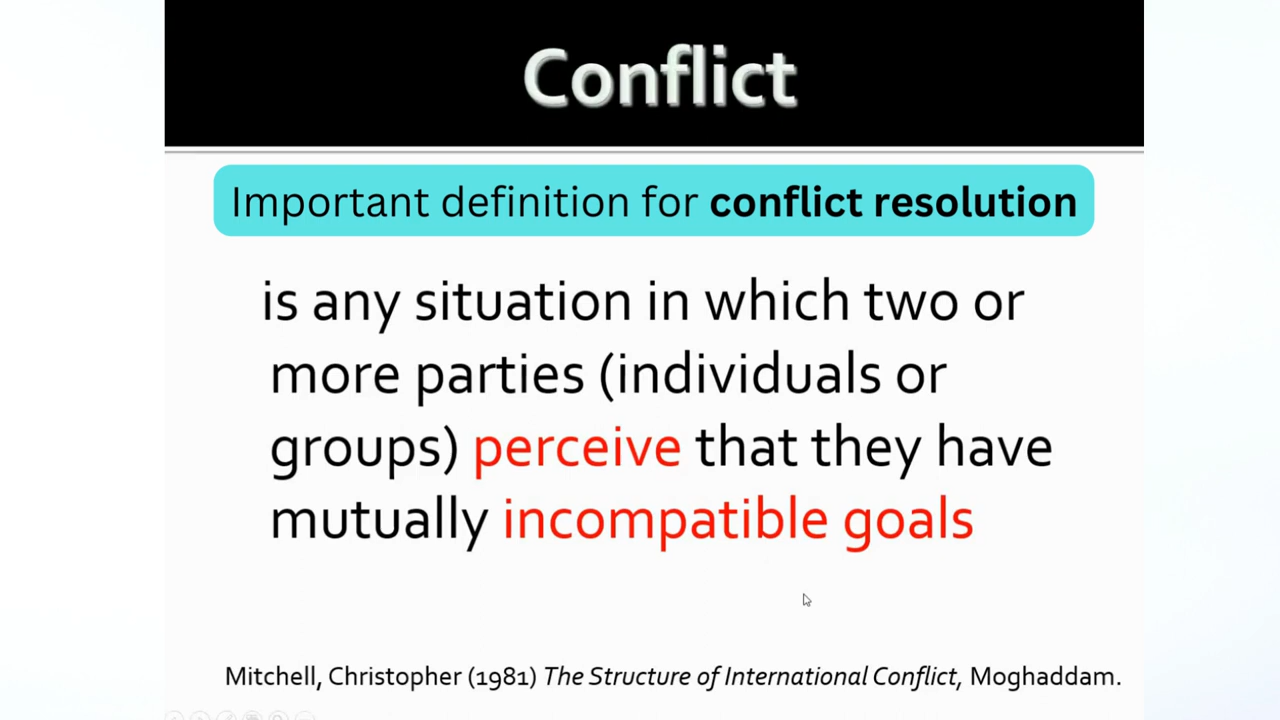 Conflict
Important definition for conflict resolution
is any situation in which two or
more parties (individuals or
groups) perceive that they have
mutually incompatible goals
Mitchell, Christopher (1981) The Structure of International Conflict, Moghaddam.